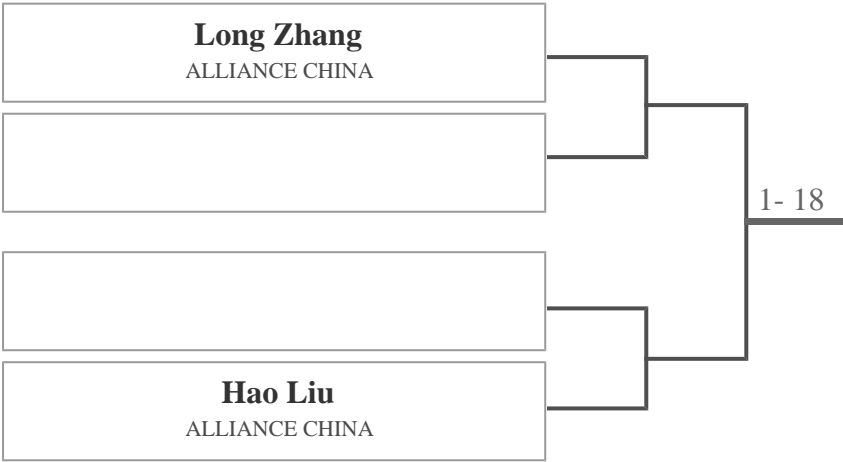 Long Zhang
ALLIANCE CHINA
1- 18
Hao Liu
ALLIANCE CHINA